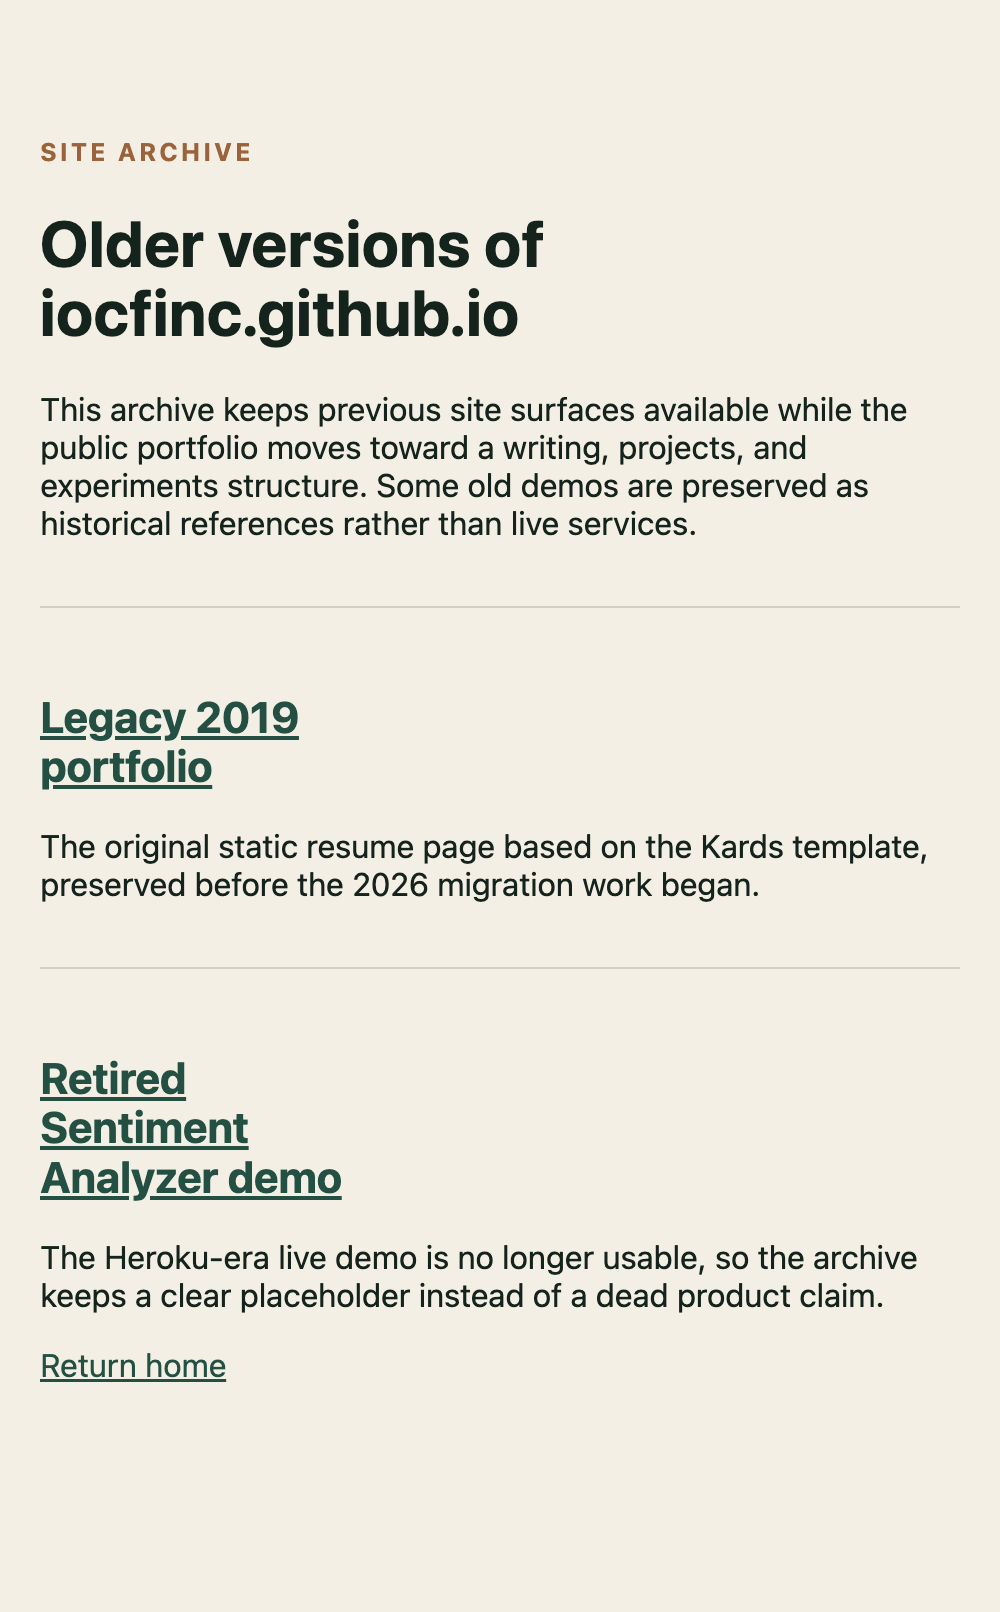 SITE ARCHIVE
Older versions of
iocfinc.github.io
This archive keeps previous site surfaces available while the
public portfolio moves toward a writing, projects, and
experiments structure. Some old demos are preserved as
historical references rather than live services.
Legacy 2019
portfolio
The original static resume page based on the Kards template,
preserved before the 2026 migration work began.
Retired
Sentiment
Analyzer demo
The Heroku-era live demo is no longer usable, so the archive
keeps a clear placeholder instead of a dead product claim.
Return home